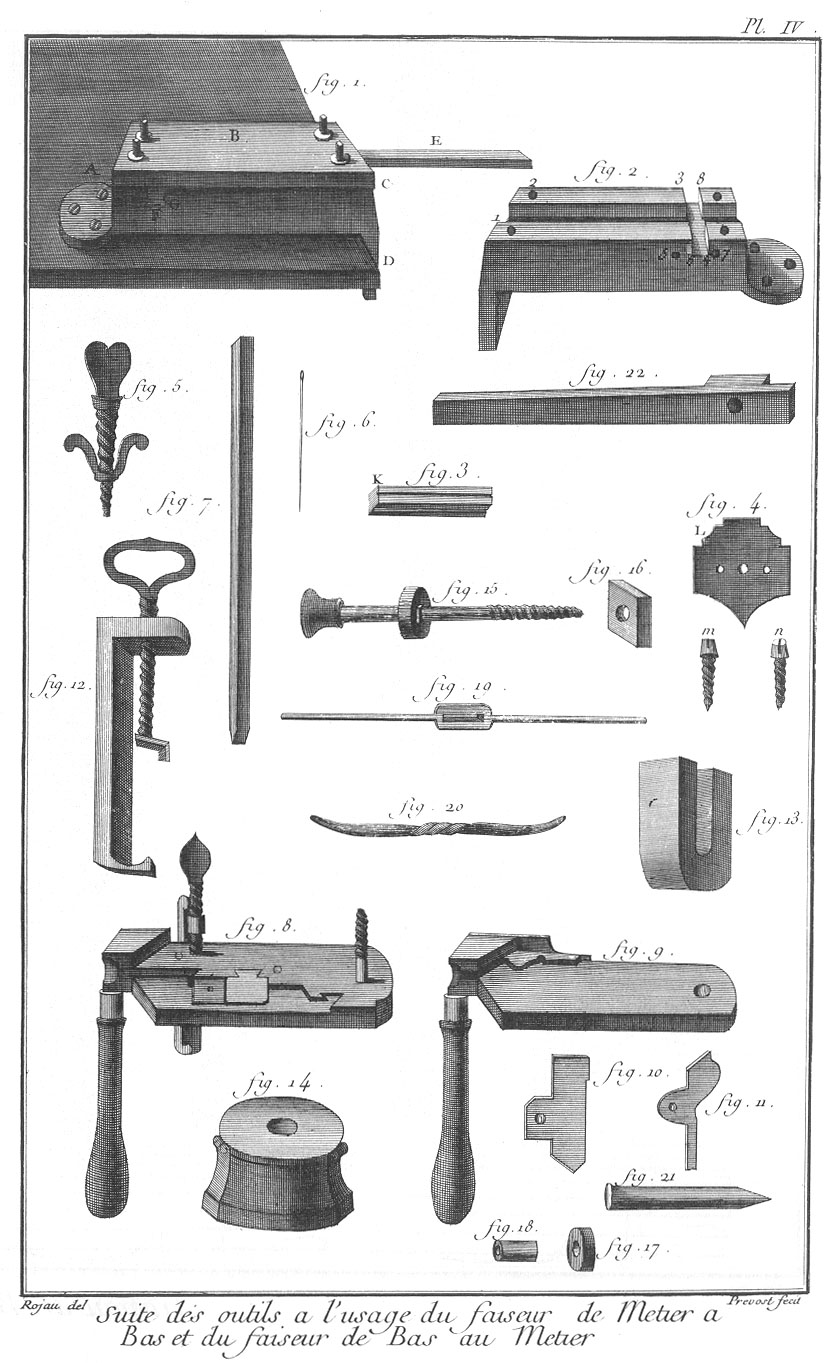 Pl. IV.
fig. 1.
B
E
A
C
G
F
D
fig. 2.
2
3
8
1
5
7
fig. 5.
fig. 6.
fig. 22.
fig. 3
K
fig. 7.
fig. 4.
L
fig. 15.
fig. 16.
m
n
fig. 12.
fig. 19.
fig. 20
r
fig. 13.
fig. 8.
fig. 9.
fig. 14.
fig. 10.
fig. 11.
fig. 21
fig. 18.
fig. 17.
Rojau del
Prevost fecit
Suite des outils a l'usage du faiseur de Metier a
Bas et du faiseur de Bas au Metier